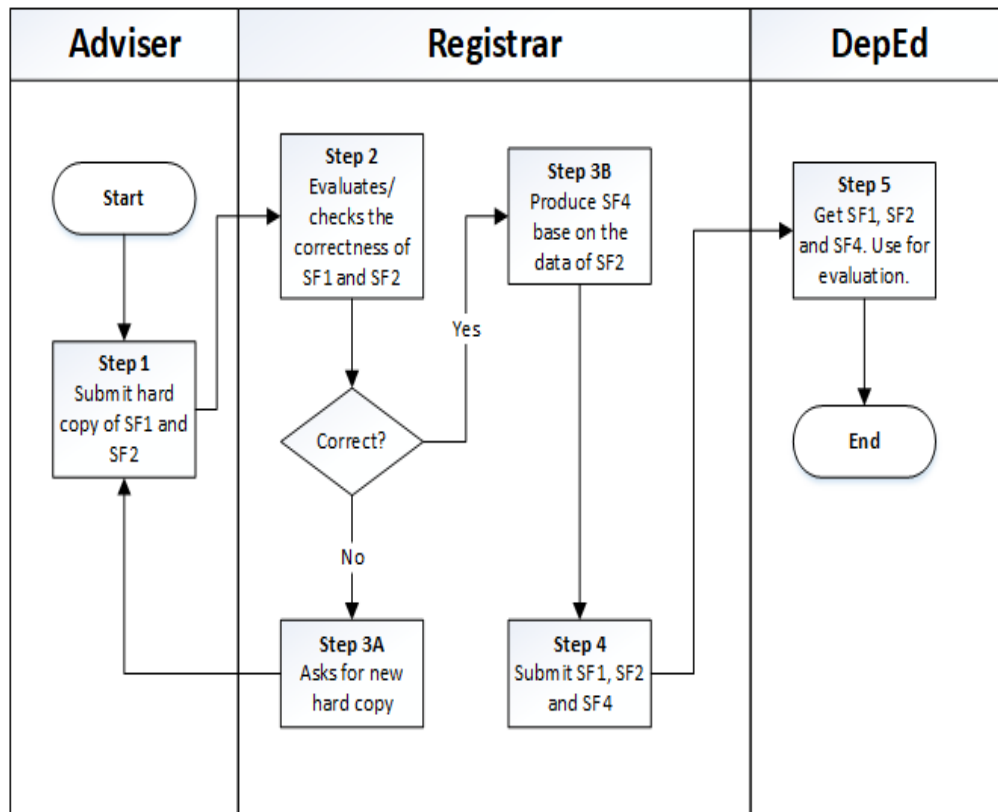 Adviser
Registrar
DepEd
Start
Step 1
Submit hard
copy of SF1 and
SF2
Step 2
Evaluates/
checks the
correctness of
SF1 and SF2
Correct?
No
Step 3A
Asks for new
hard copy
Yes
Step 3B
Produce SF4
base on the
data of SF2
Step 4
Submit SF1, SF2
and SF4
Step 5
Get SF1, SF2
and SF4. Use for
evaluation.
End